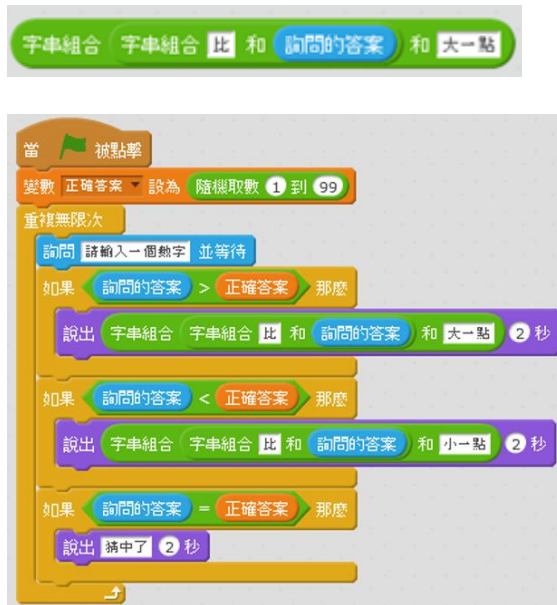 字串組合 字串組合 比 和 詢問的答案 和 大一點
當 被點擊
變數 正確答案 設為 隨機取數 1 到 99
重複無限次
詢問 請輸入一個數字 並等待
如果 詢問的答案 > 正確答案 那麼
說出 字串組合 字串組合 比 和 詢問的答案 和 大一點 2 秒
如果 詢問的答案 < 正確答案 那麼
說出 字串組合 字串組合 比 和 詢問的答案 和 小一點 2 秒
如果 詢問的答案 = 正確答案 那麼
說出 猜中了 2 秒